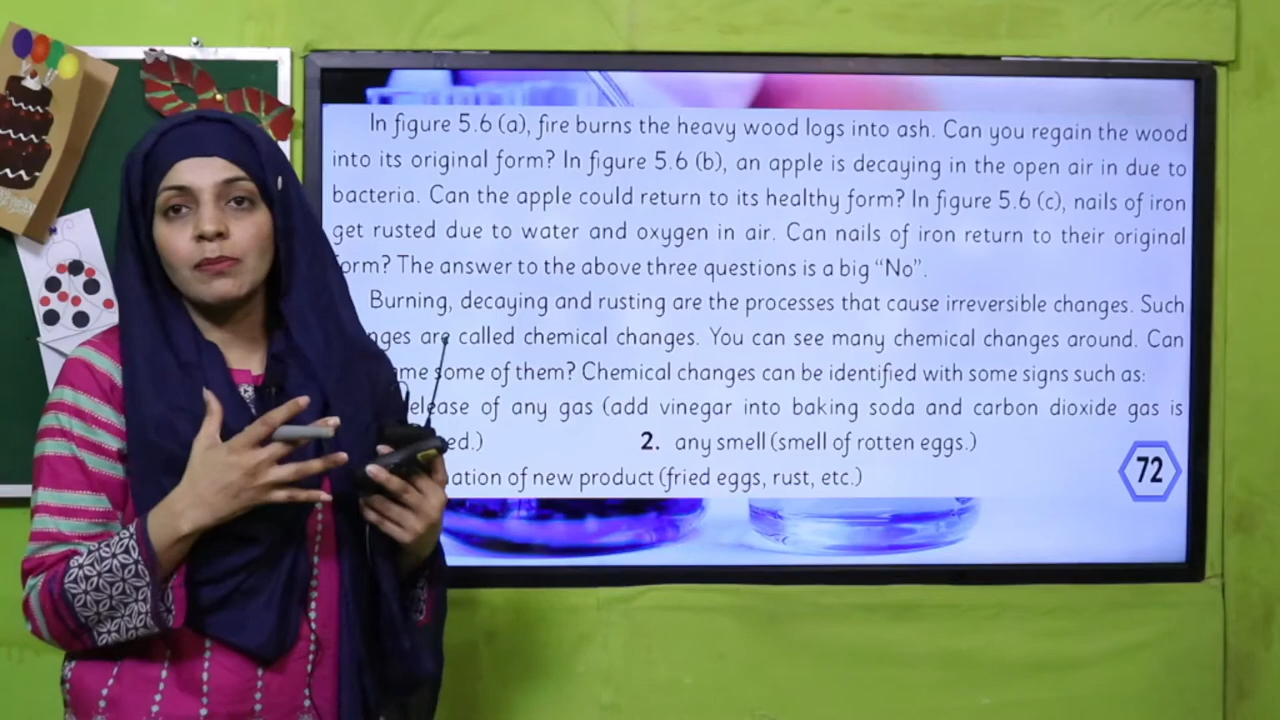 In figure 5.6 (a), fire burns the heavy wood logs into ash. Can you regain the wood
into its original form? In figure 5.6 (b), an apple is decaying in the open air in due to
bacteria. Can the apple could return to its healthy form? In figure 5.6 (c), nails of iron
get rusted due to water and oxygen in air. Can nails of iron return to their original
form? The answer to the above three questions is a big “No”.
Burning, decaying and rusting are the processes that cause irreversible changes. Such
are called chemical changes. You can see many chemical changes around. Can
some of them? Chemical changes can be identified with some signs such as:
of any gas (add vinegar into baking soda and carbon dioxide gas is
2. any smell (smell of rotten eggs.)
of new product (fried eggs, rust, etc.)
72